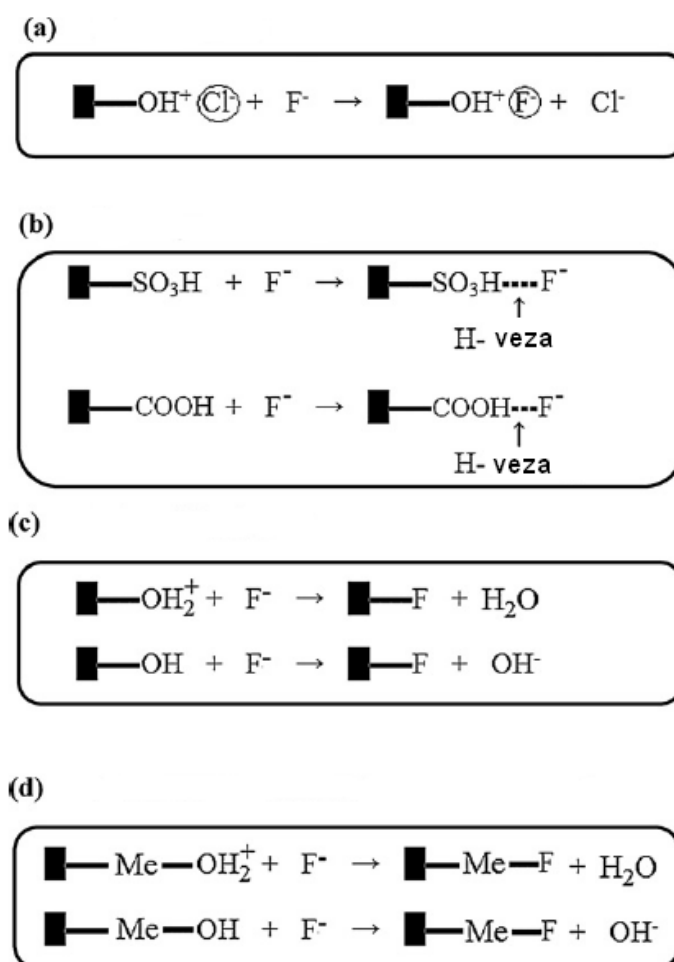 (a)
OH⁺ Cl⁻ + F⁻ → OH⁺ F⁻ + Cl⁻
(b)
SO₃H + F⁻ → SO₃H----F⁻
↑
H- veza
COOH + F⁻ → COOH---F⁻
↑
H- veza
(c)
OH₂⁺ + F⁻ → F + H₂O
OH + F⁻ → F + OH⁻
(d)
Me — OH₂⁺ + F⁻ → Me — F + H₂O
Me — OH + F⁻ → Me — F + OH⁻